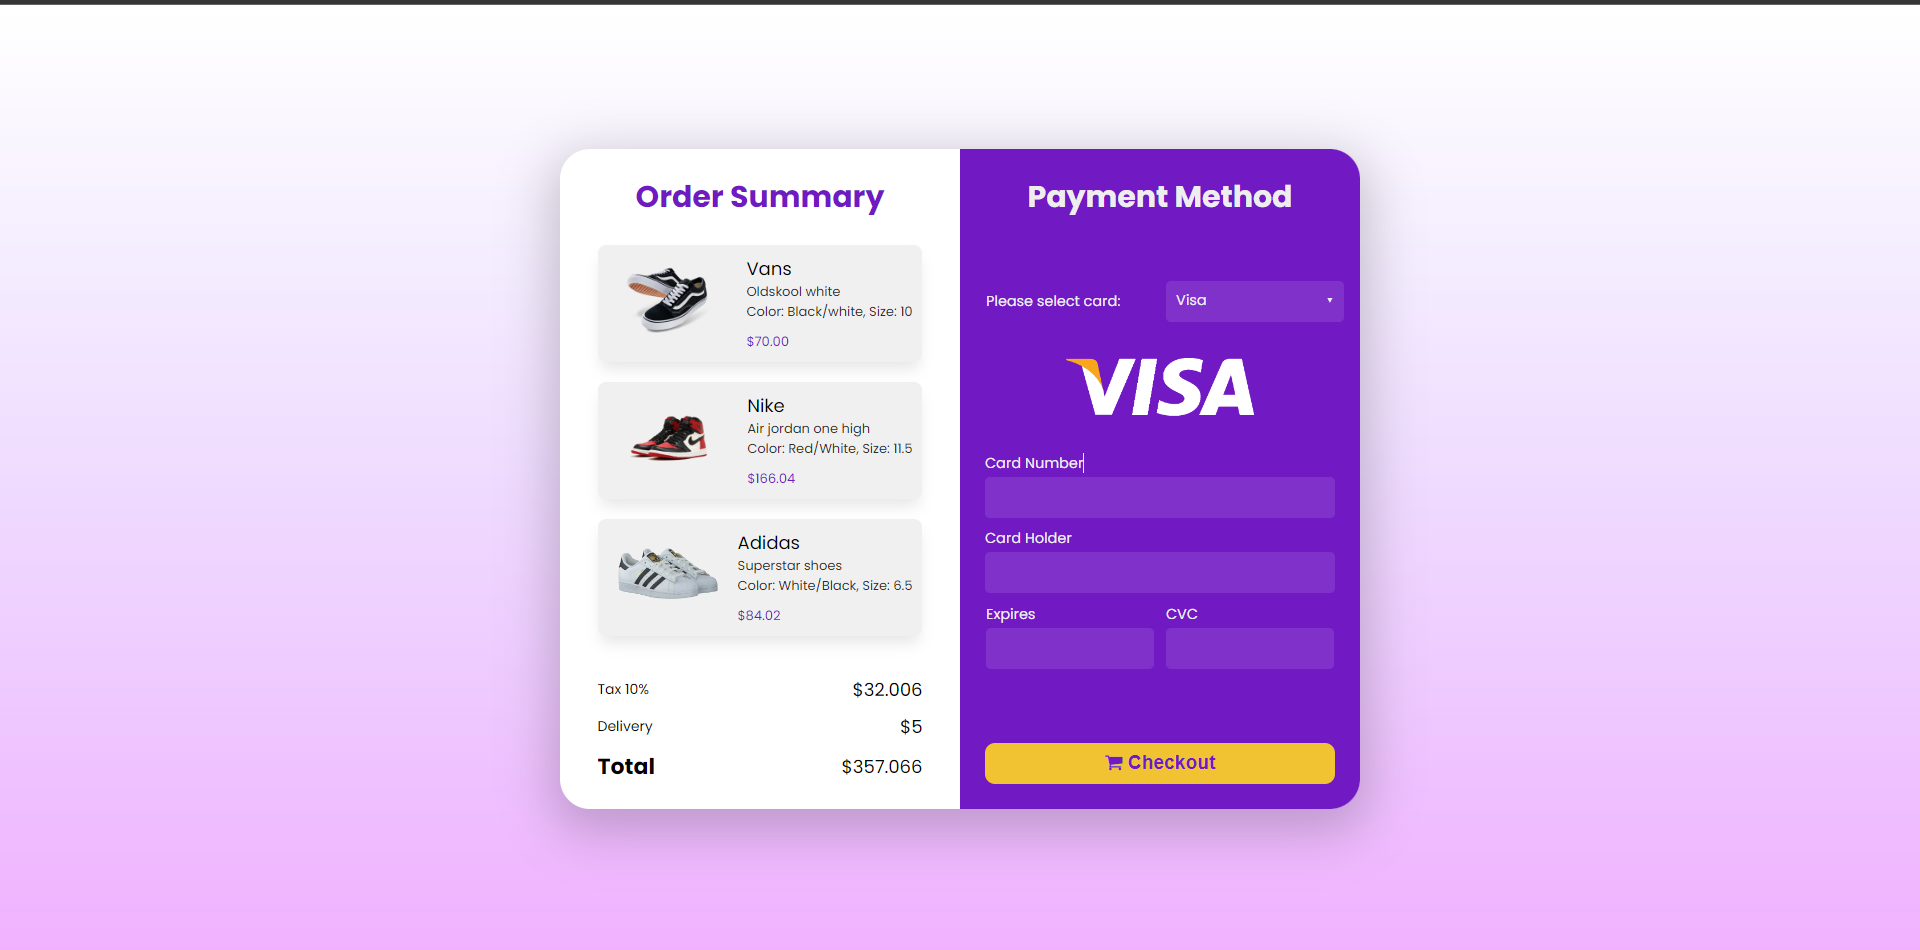 Order Summary
Vans
Oldskool white
Color: Black/white, Size: 10
$70.00
Nike
Air jordan one high
Color: Red/White, Size: 11.5
$166.04
Adidas
Superstar shoes
Color: White/Black, Size: 6.5
$84.02
Tax 10% $32.006
Delivery $5
Total $357.066
Payment Method
Please select card: Visa
VISA
Card Number
Card Holder
Expires CVC
Checkout